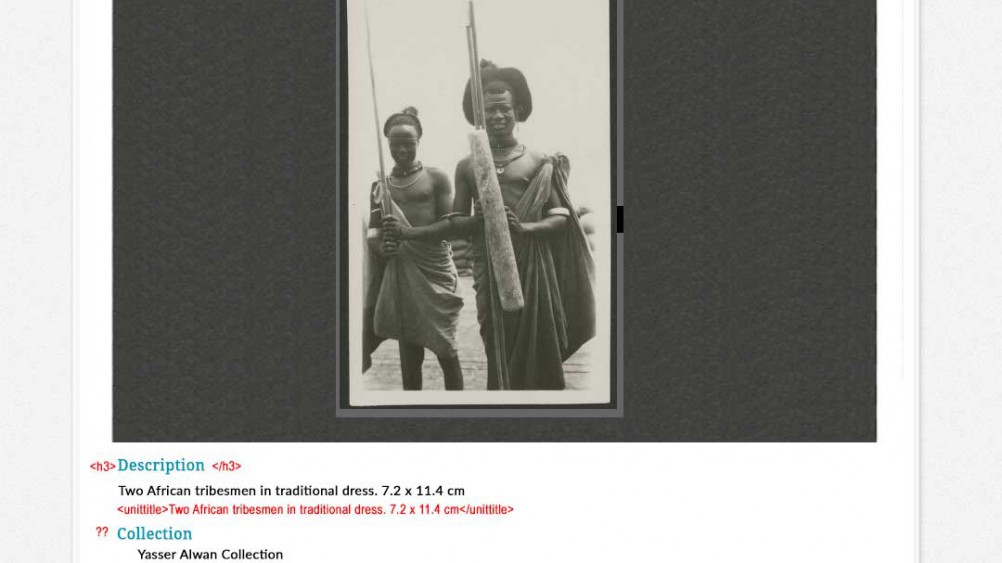 <h3>Description </h3>
Two African tribesmen in traditional dress. 7.2 x 11.4 cm
<unittitle>Two African tribesmen in traditional dress. 7.2 x 11.4 cm</unittitle>
?? Collection
Yasser Alwan Collection